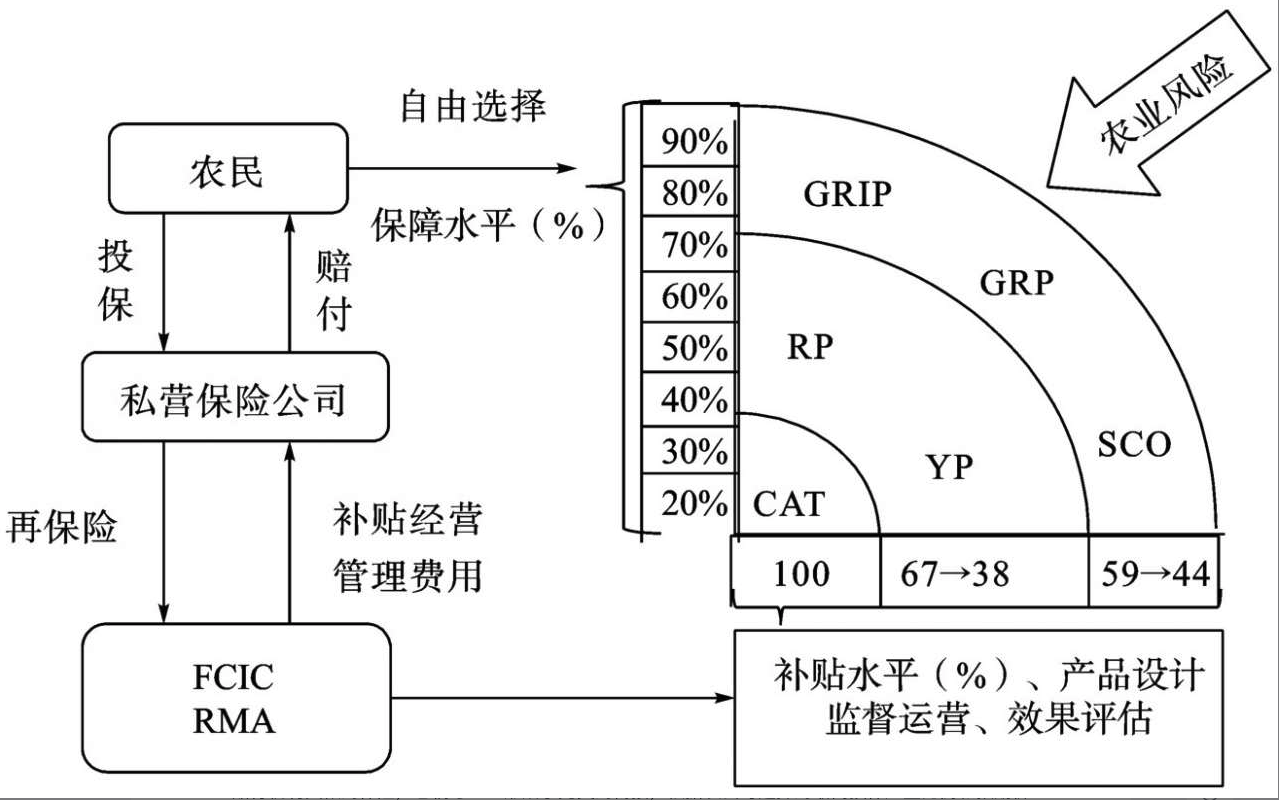 农业风险
自由选择
农民
保障水平（%）
投保
赔付
私营保险公司
再保险
补贴经营
管理费用
FCIC
RMA
90%
80%
70%
60%
50%
40%
30%
20%
GRIP
GRP
RP
SCO
YP
CAT
100
67→38
59→44
补贴水平（%）、产品设计
监督运营、效果评估